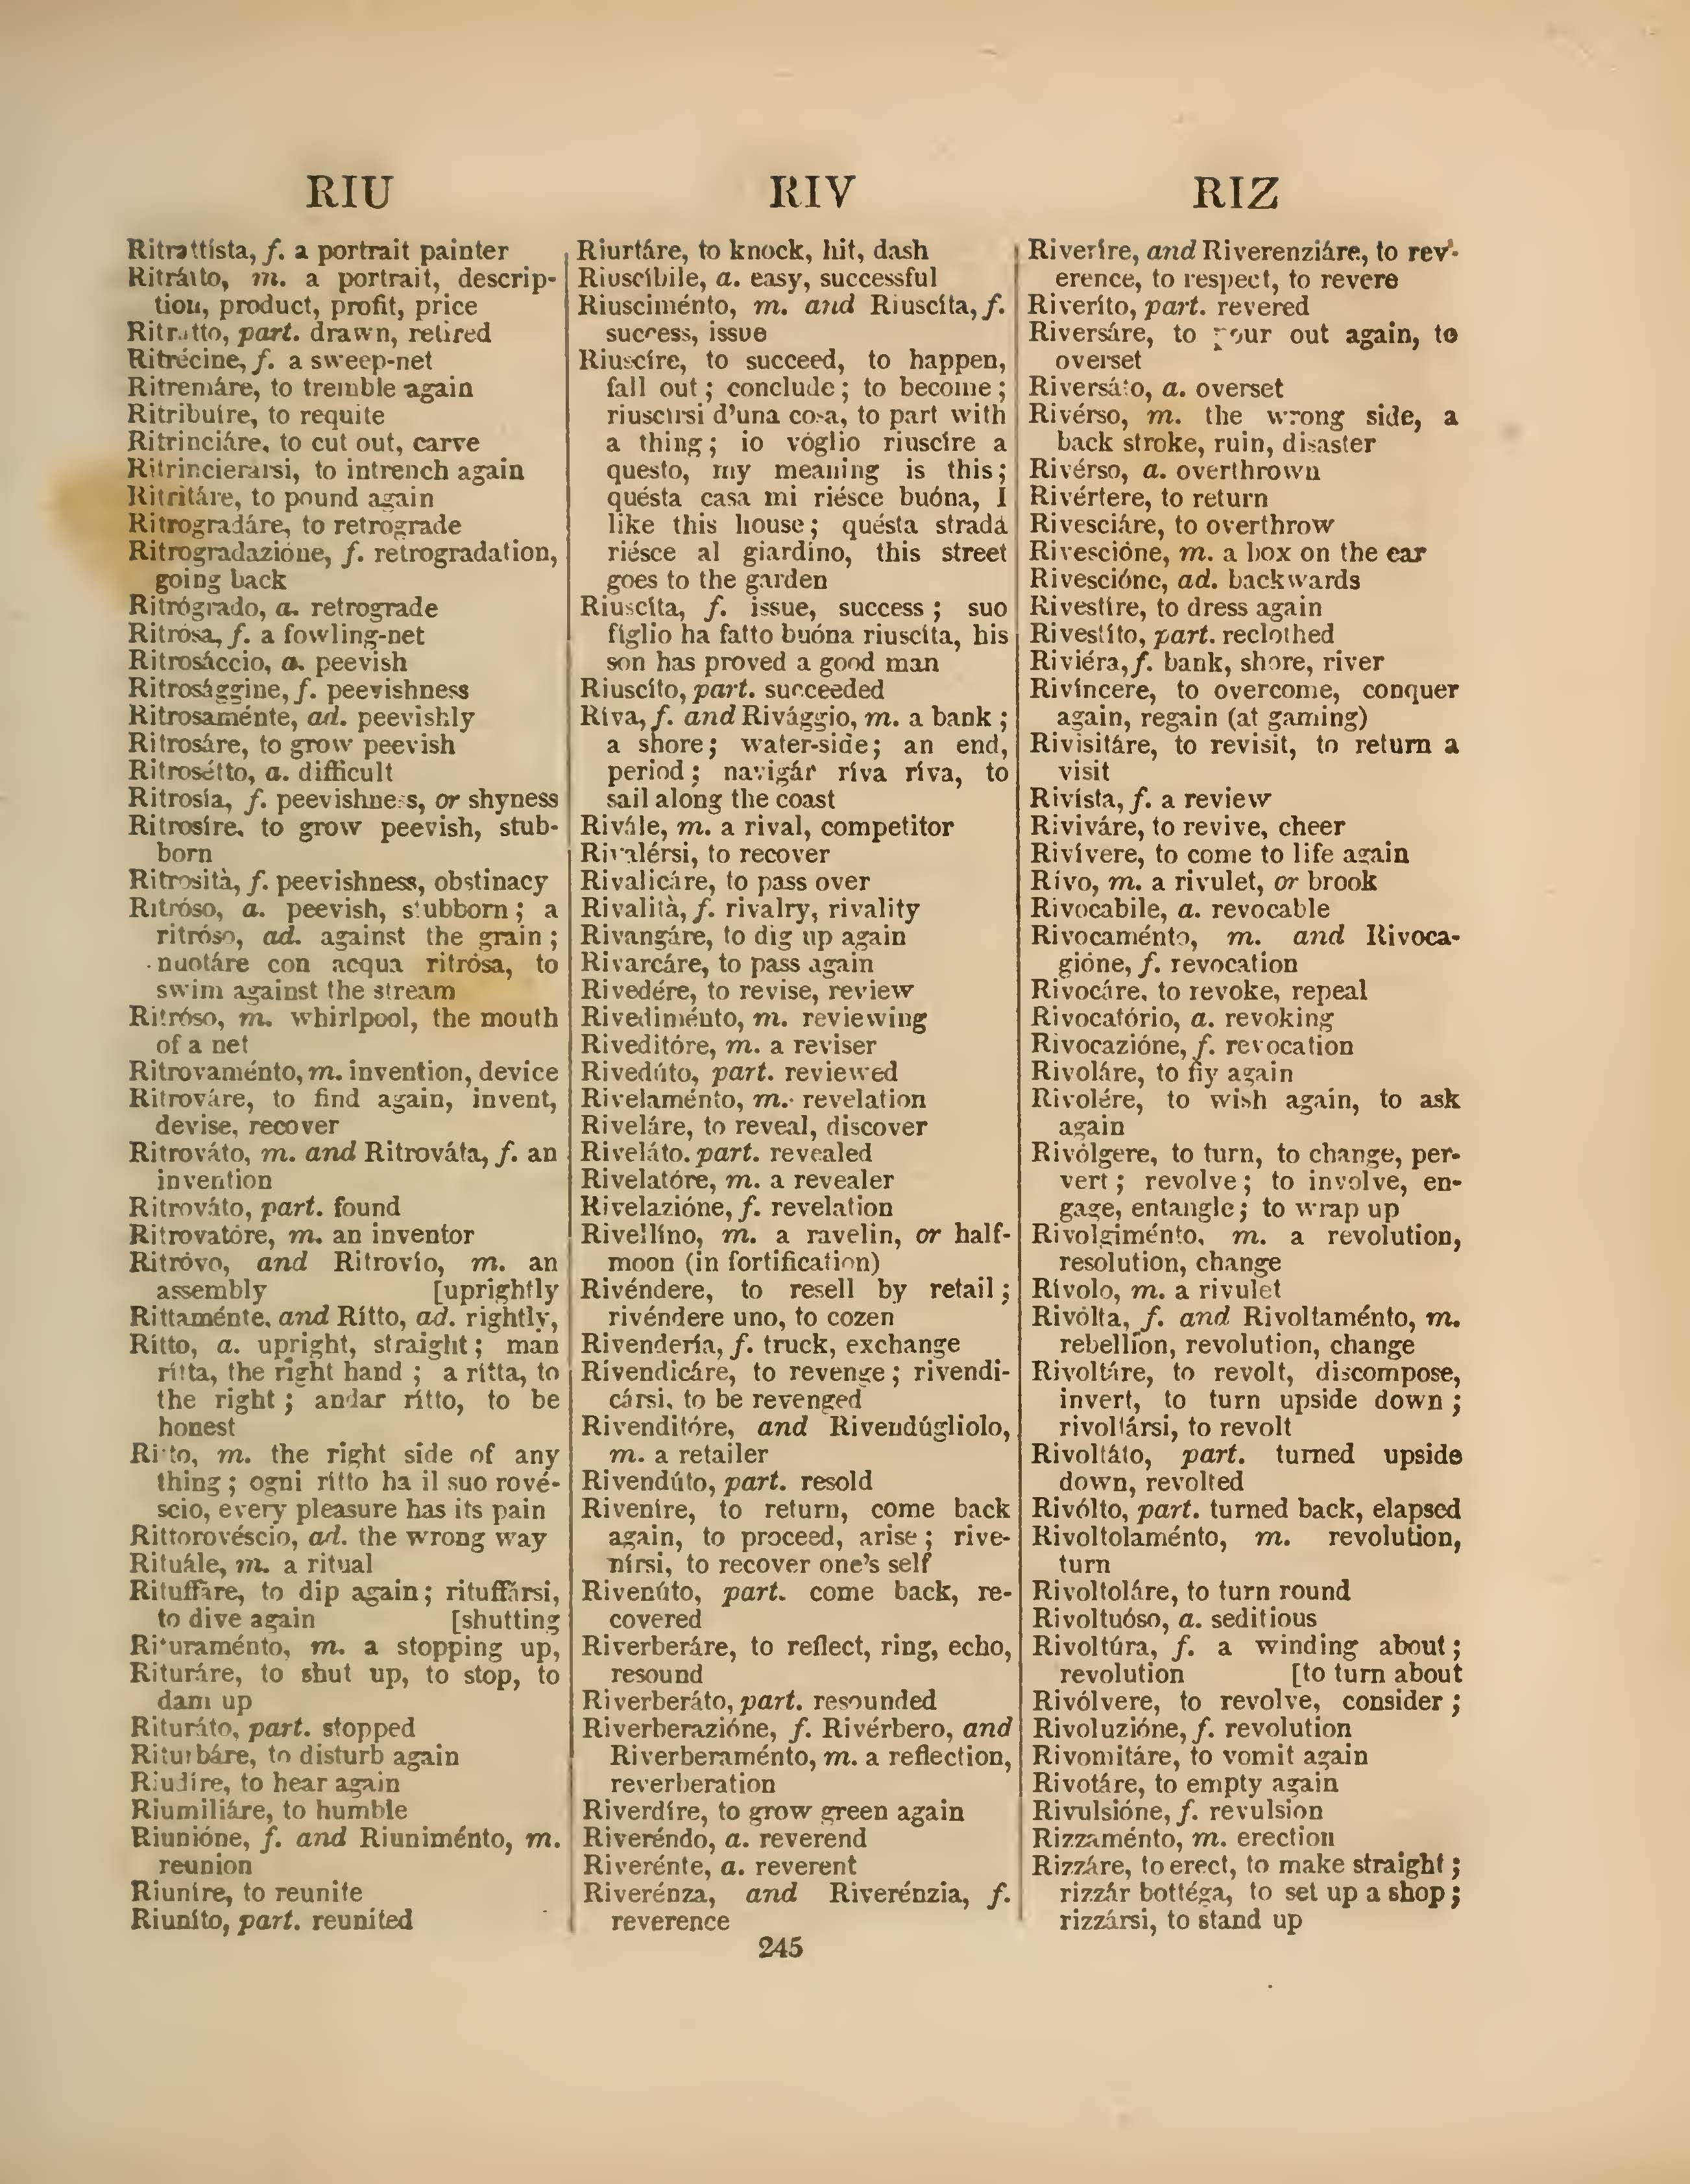 RIU
Ritrattísta, f. a portrait painter
Ritrátto, m. a portrait, descrip-
tion, product, profit, price
Ritratto, part. drawn, retired
Ritrécine, f. a sweep-net
Ritremáre, to tremble again
Ritribuíre, to requite
Ritrinciáre, to cut out, carve
Ritrincierársi, to intrench again
Ritritáre, to pound again
Ritrogradáre, to retrograde
Ritrogradazióne, f. retrogradation,
going back
Ritrógrado, a. retrograde
Ritrósa, f. a fowling-net
Ritrosáccio, a. peevish
Ritrosággine, f. peevishness
Ritrosaménte, ad. peevishly
Ritrosáre, to grow peevish
Ritrosétto, a. difficult
Ritrosía, f. peevishness, or shyness
Ritrosíre, to grow peevish, stub-
born
Ritrosità, f. peevishness, obstinacy
Ritróso, a. peevish, stubborn; a
ritróso, ad. against the grain;
nuotáre con acqua ritrósa, to
swim against the stream
Ritróso, m. whirlpool, the mouth
of a net
Ritrovaménto, m. invention, device
Ritrováre, to find again, invent,
devise, recover
Ritrováto, m. and Ritrováta, f. an
invention
Ritrováto, part. found
Ritrovatóre, m. an inventor
Ritróvo, and Ritrovío, m. an
assembly [uprightly
Rittaménte, and Rítto, ad. rightly,
Ritto, a. upright, straight; man
rítta, the right hand; a rítta, to
the right; andar rítto, to be
honest
Ritto, m. the right side of any
thing; ogni rítto ha il suo rové-
scio, every pleasure has its pain
Rittorovéscio, ad. the wrong way
Rituále, m. a ritual
Rituffáre, to dip again; rituffársi,
to dive again [shutting
Rituraménto, m. a stopping up,
Rituráre, to shut up, to stop, to
dam up
Rituráto, part. stopped
Riturbáre, to disturb again
Riudíre, to hear again
Riumiliáre, to humble
Riunióne, f. and Riuniménto, m.
reunion
Riuníre, to reunite
Riuníto, part. reunited
RIV
Riurtáre, to knock, hit, dash
Riuscíbile, a. easy, successful
Riusciménto, m. and Riuscíta, f.
success, issue
Riuscíre, to succeed, to happen,
fall out; conclude; to become;
riuscírsi d'una cosa, to part with
a thing; io vóglio riuscíre a
questo, my meaning is this;
quésta casa mi riésce buóna, I
like this house; quésta stradá
riésce al giardíno, this street
goes to the garden
Riuscíta, f. issue, success; suo
fíglio ha fatto buóna riuscíta, his
son has proved a good man
Riuscíto, part. succeeded
Ríva, f. and Rivággio, m. a bank;
a shore; water-side; an end,
period; navigár ríva ríva, to
sail along the coast
Rivále, m. a rival, competitor
Rivalérsi, to recover
Rivalicáre, to pass over
Rivalità, f. rivalry, rivality
Rivangáre, to dig up again
Rivarcáre, to pass again
Rivedére, to revise, review
Rivediménto, m. reviewing
Riveditóre, m. a reviser
Rivedúto, part. reviewed
Rivelaménto, m. revelation
Riveláre, to reveal, discover
Riveláto. part. revealed
Rivelatóre, m. a revealer
Rivelazióne, f. revelation
Rivellíno, m. a ravelin, or half-
moon (in fortification)
Rivéndere, to resell by retail;
rivéndere uno, to cozen
Rivendería, f. truck, exchange
Rivendicáre, to revenge; rivendi-
cársi, to be revenged
Rivenditóre, and Rivendúgliolo,
m. a retailer
Rivendúto, part. resold
Riveníre, to return, come back
again, to proceed, arise; rive-
nírsi, to recover one's self
Rivenúto, part. come back, re-
covered
Riverberáre, to reflect, ring, echo,
resound
Riverberáto, part. resounded
Riverberazióne, f. Rivérbero, and
Riverberaménto, m. a reflection,
reverberation
Riverdíre, to grow green again
Riveréndo, a. reverend
Riverénte, a. reverent
Riverénza, and Riverénzia, f.
reverence
RIZ
Riveríre, and Riverenziáre, to rev-
erence, to respect, to revere
Riveríto, part. revered
Riversáre, to pour out again, to
overset
Riversáto, a. overset
Rivérso, m. the wrong side, a
back stroke, ruin, disaster
Rivérso, a. overthrown
Rivértere, to return
Rivesciáre, to overthrow
Rivescióne, m. a box on the ear
Rivescióne, ad. backwards
Rivestíre, to dress again
Rivestíto, part. reclothed
Riviéra, f. bank, shore, river
Rivíncere, to overcome, conquer
again, regain (at gaming)
Rivisitáre, to revisit, to return a
visit
Rivísta, f. a review
Riviváre, to revive, cheer
Rivívere, to come to life again
Rívo, m. a rivulet, or brook
Rivocabile, a. revocable
Rivocaménto, m. and Rivoca-
gióne, f. revocation
Rivocáre, to revoke, repeal
Rivocatório, a. revoking
Rivocazióne, f. revocation
Rivoláre, to fly again
Rivolére, to wish again, to ask
again
Rivólgere, to turn, to change, per-
vert; revolve; to involve, en-
gage, entangle; to wrap up
Rivolgiménto, m. a revolution,
resolution, change
Rívolo, m. a rivulet
Rivólta, f. and Rivoltaménto, m.
rebellion, revolution, change
Rivoltáre, to revolt, discompose,
invert, to turn upside down;
rivoltársi, to revolt
Rivoltáto, part. turned upside
down, revolted
Rivólto, part. turned back, elapsed
Rivoltolaménto, m. revolution,
turn
Rivoltoláre, to turn round
Rivoltuóso, a. seditious
Rivoltúra, f. a winding about;
revolution [to turn about
Rivólvere, to revolve, consider;
Rivoluzióne, f. revolution
Rivomitáre, to vomit again
Rivotáre, to empty again
Rivulsióne, f. revulsion
Rizzaménto, m. erection
Rizzáre, to erect, to make straight;
rizzár bottéga, to set up a shop;
rizzársi, to stand up
245